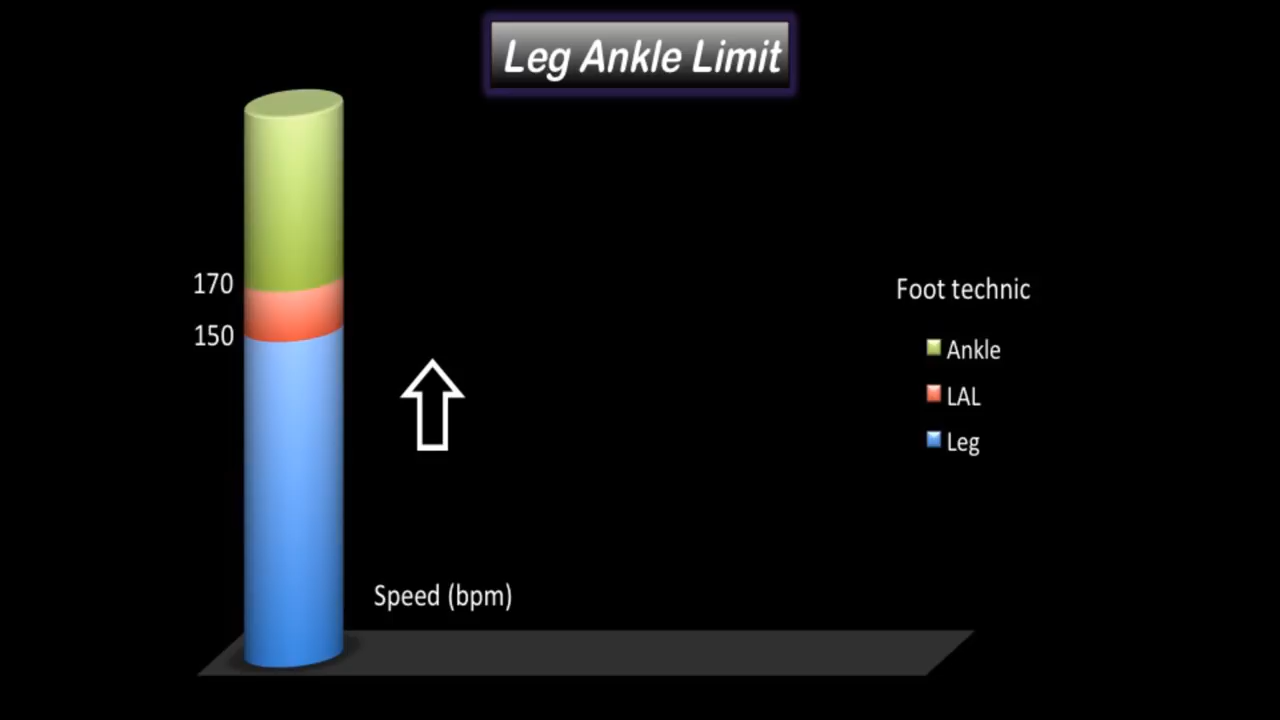 Leg Ankle Limit
170
150
Foot technic
Ankle
LAL
Leg
Speed (bpm)